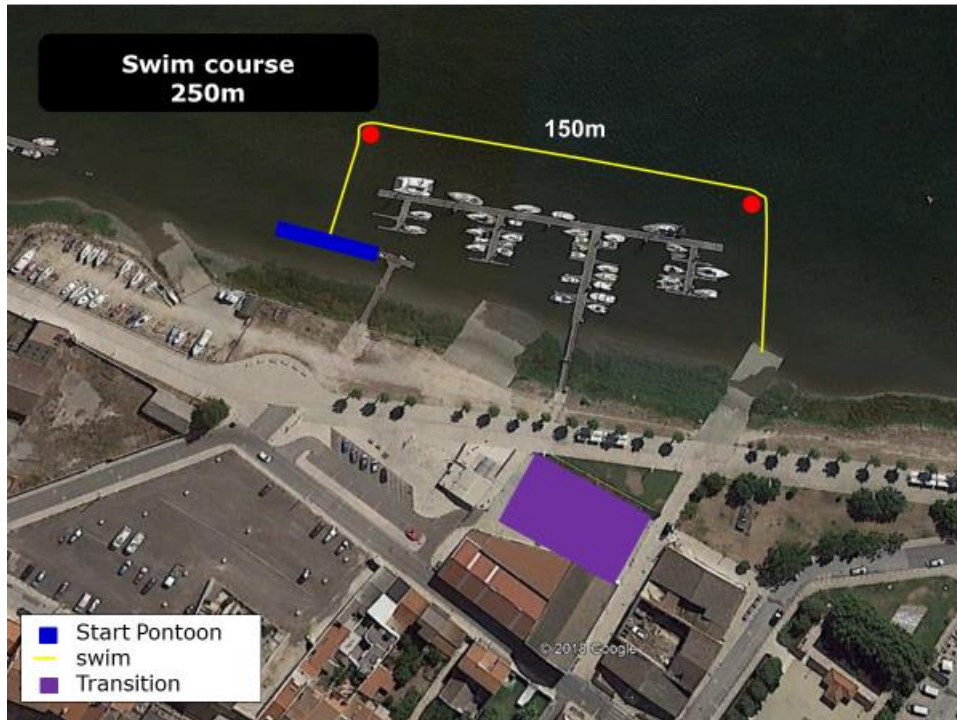 Swim course
250m
150m
© 2018 Google
Start Pontoon
swim
Transition